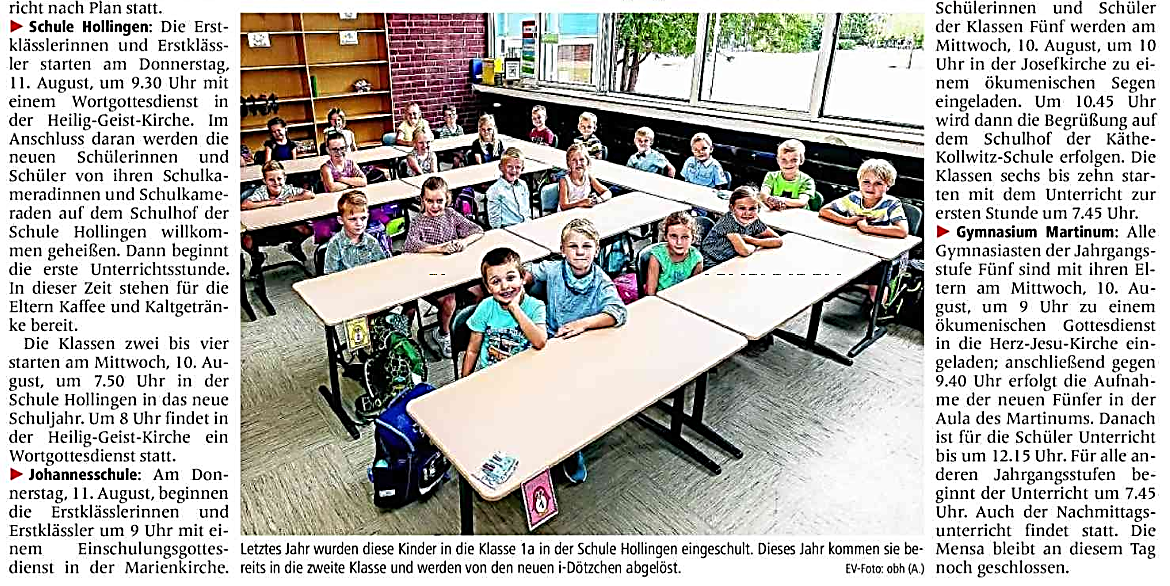 richt nach Plan statt.
► Schule Hollingen: Die Erst-
klässlerinnen und Erstkläss-
ler starten am Donnerstag,
11. August, um 9.30 Uhr mit
einem Wortgottesdienst in
der Heilig-Geist-Kirche. Im
Anschluss daran werden die
neuen Schülerinnen und
Schüler von ihren Schulka-
meradinnen und Schulkame-
raden auf dem Schulhof der
Schule Hollingen willkom-
men geheißen. Dann beginnt
die erste Unterrichtsstunde.
In dieser Zeit stehen für die
Eltern Kaffee und Kaltgeträn-
ke bereit.
Die Klassen zwei bis vier
starten am Mittwoch, 10. Au-
gust, um 7.50 Uhr in der
Schule Hollingen in das neue
Schuljahr. Um 8 Uhr findet in
der Heilig-Geist-Kirche ein
Wortgottesdienst statt.
► Johannesschule: Am Don-
nerstag, 11. August, beginnen
die Erstklässlerinnen und
Erstklässler um 9 Uhr mit ei-
nem Einschulungsgottes-
dienst in der Marienkirche.
Letztes Jahr wurden diese Kinder in die Klasse 1a in der Schule Hollingen eingeschult. Dieses Jahr kommen sie be-
reits in die zweite Klasse und werden von den neuen i-Dötzchen abgelöst. EV-Foto: obh (A.)
Schülerinnen und Schüler
der Klassen Fünf werden am
Mittwoch, 10. August, um 10
Uhr in der Josefkirche zu ei-
nem ökumenischen Segen
eingeladen. Um 10.45 Uhr
wird dann die Begrüßung auf
dem Schulhof der Käthe-
Kollwitz-Schule erfolgen. Die
Klassen sechs bis zehn star-
ten mit dem Unterricht zur
ersten Stunde um 7.45 Uhr.
► Gymnasium Martinum: Alle
Gymnasiasten der Jahrgangs-
stufe Fünf sind mit ihren El-
tern am Mittwoch, 10. Au-
gust, um 9 Uhr zu einem
ökumenischen Gottesdienst
in die Herz-Jesu-Kirche ein-
geladen; anschließend gegen
9.40 Uhr erfolgt die Aufnah-
me der neuen Fünfer in der
Aula des Martinums. Danach
ist für die Schüler Unterricht
bis um 12.15 Uhr. Für alle an-
deren Jahrgangsstufen be-
ginnt der Unterricht um 7.45
Uhr. Auch der Nachmittags-
unterricht findet statt. Die
Mensa bleibt an diesem Tag
noch geschlossen.